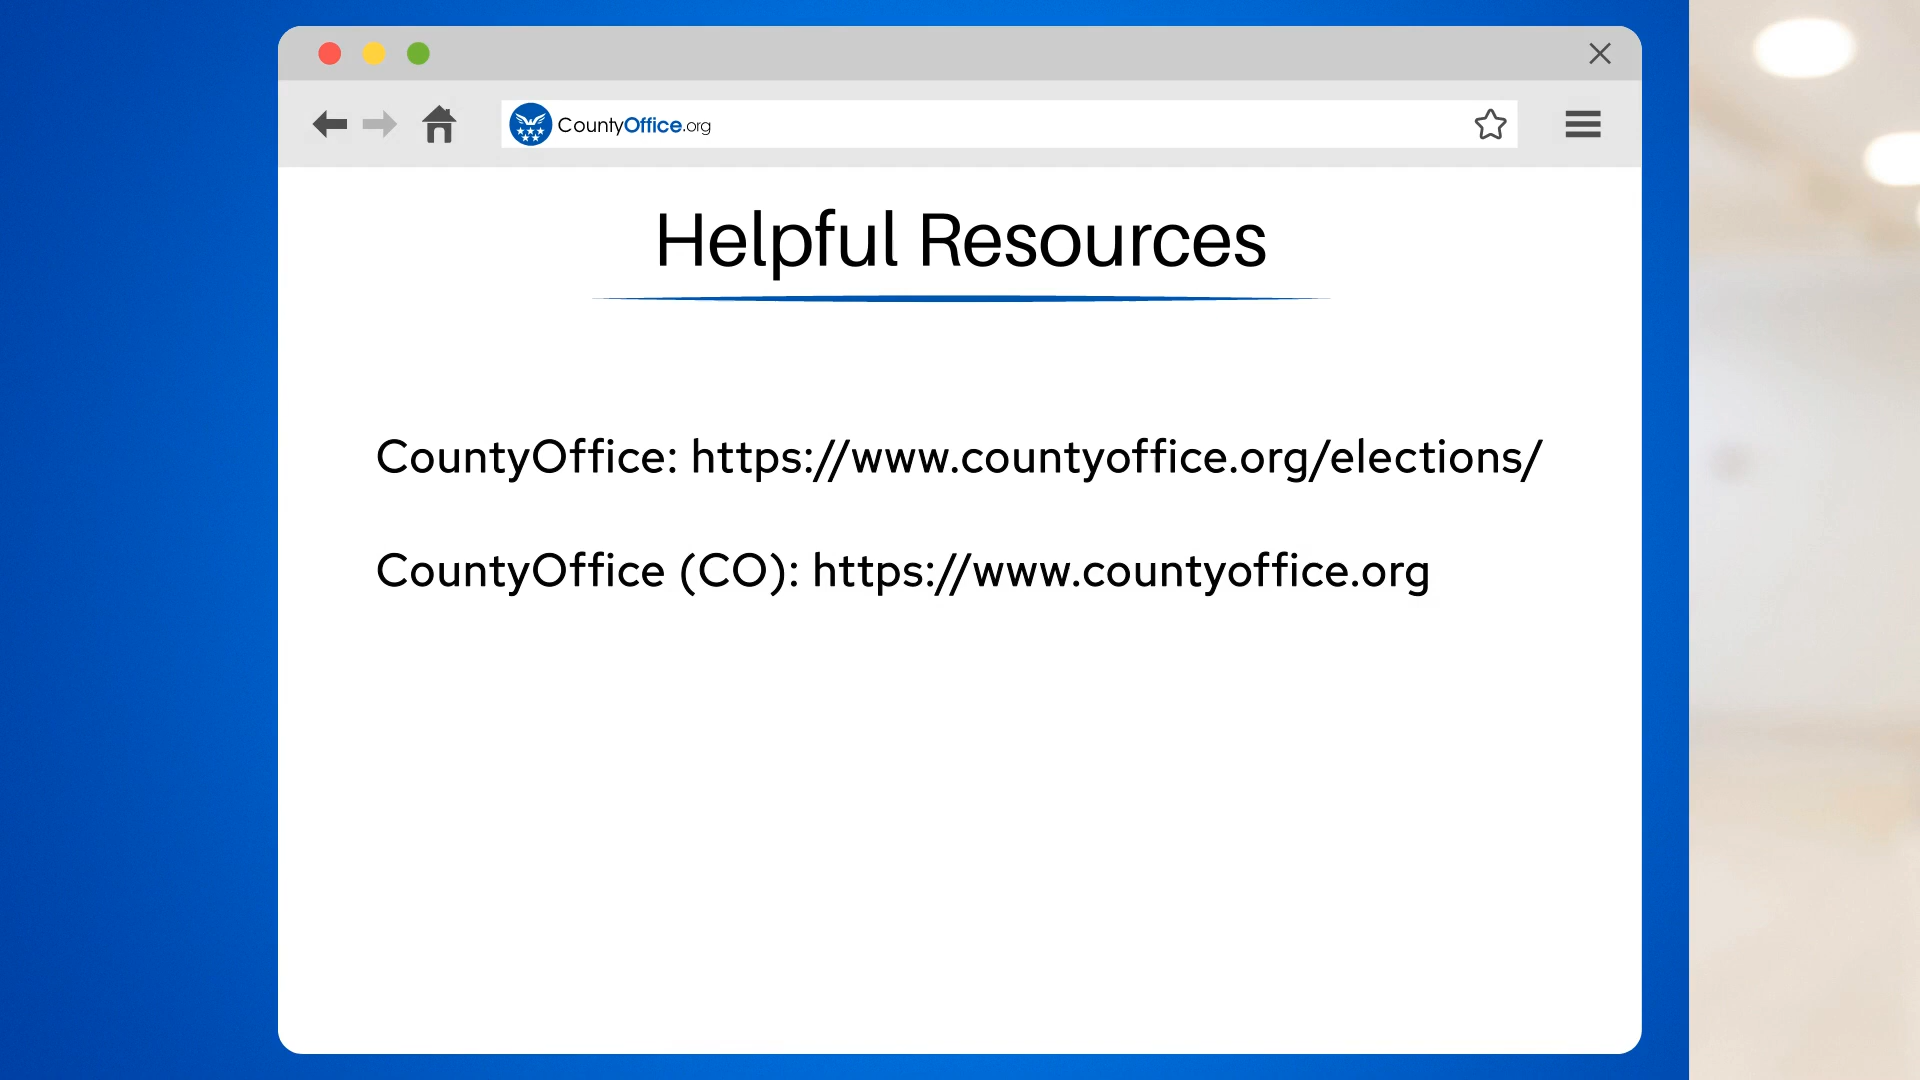 CountyOffice.org
Helpful Resources
CountyOffice: https://www.countyoffice.org/elections/
CountyOffice (CO): https://www.countyoffice.org